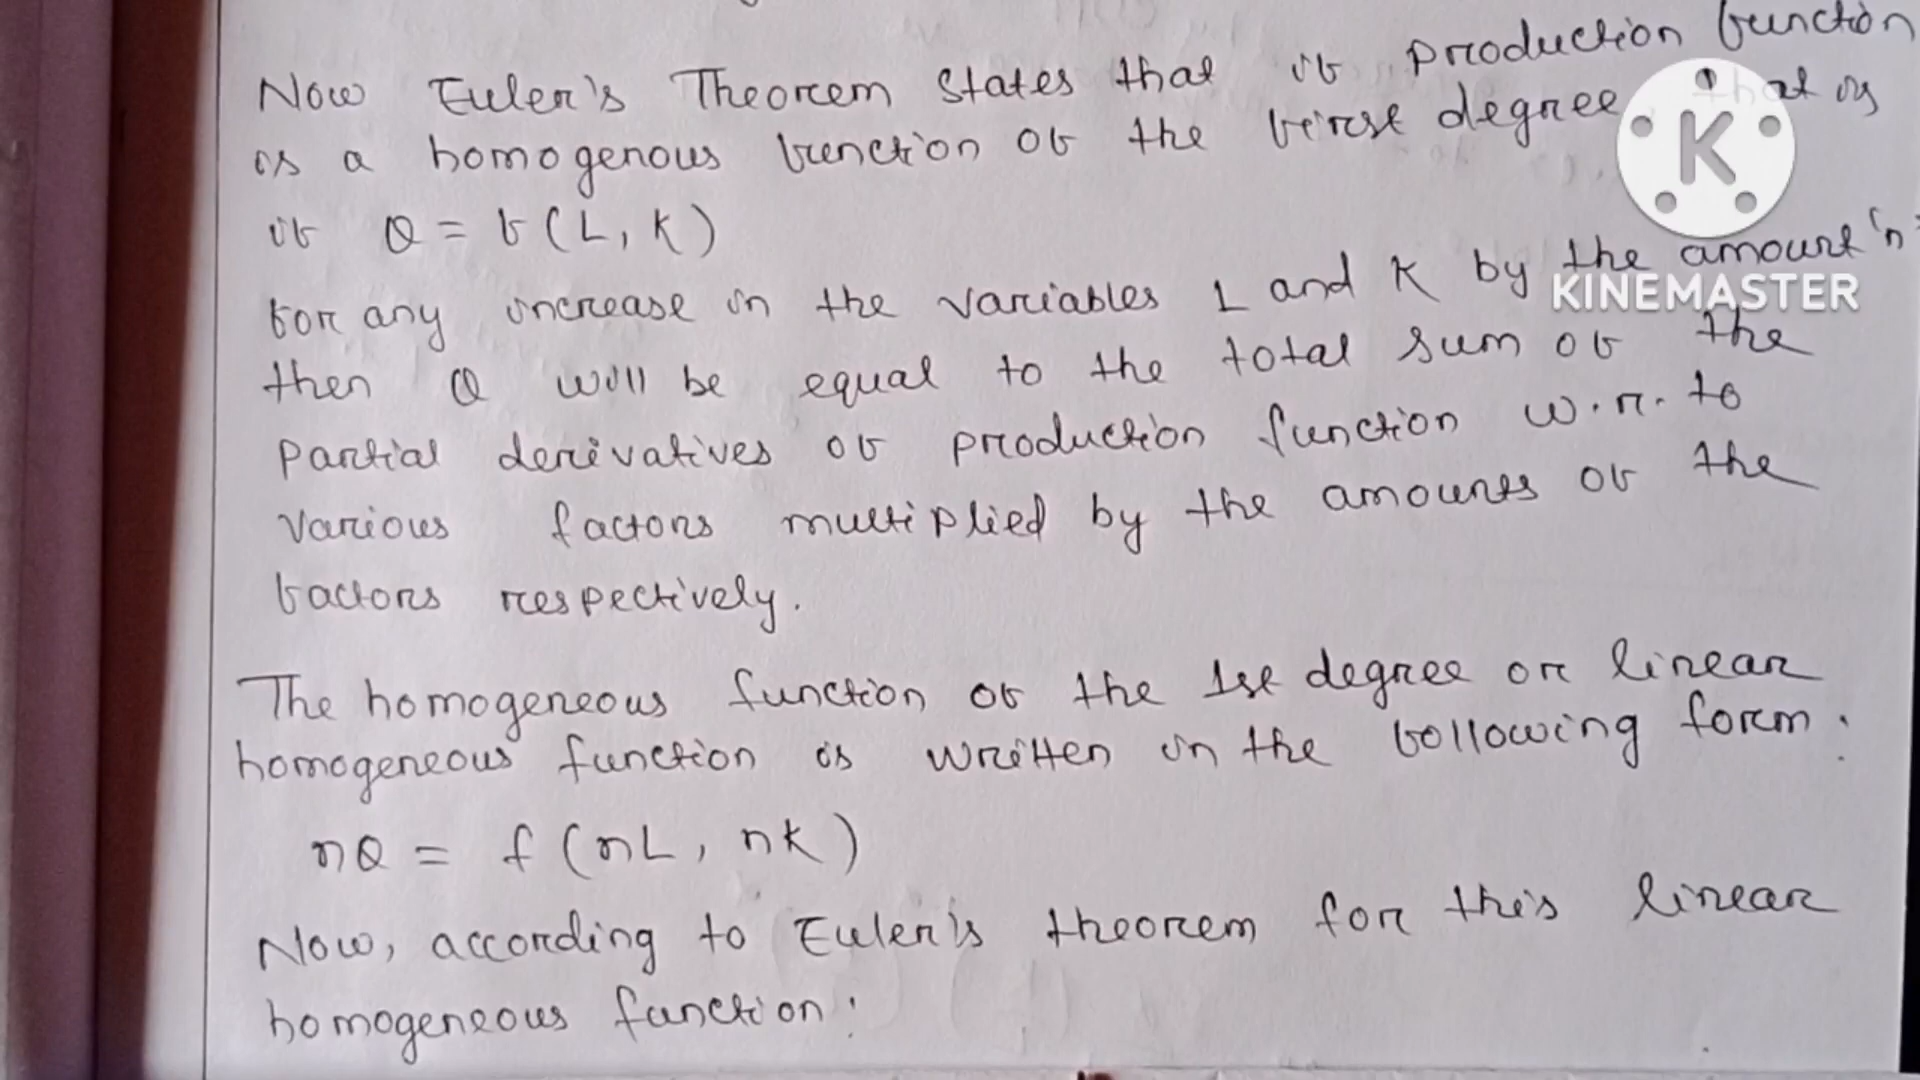 Now Euler's Theorem states that if production function
is a homogenous function of the first degree that is
if Q = f (L, K)
for any increase in the variables L and K by the amount 'n'
then Q will be equal to the total sum of the
partial derivatives of production function w.r. to
various factors multiplied by the amounts of the
factors respectively.
The homogeneous function of the 1st degree or linear
homogeneous function is written in the following form:
nQ = f (nL, nK)
Now, according to Euler's theorem for this linear
homogeneous function:
K
KINEMASTER